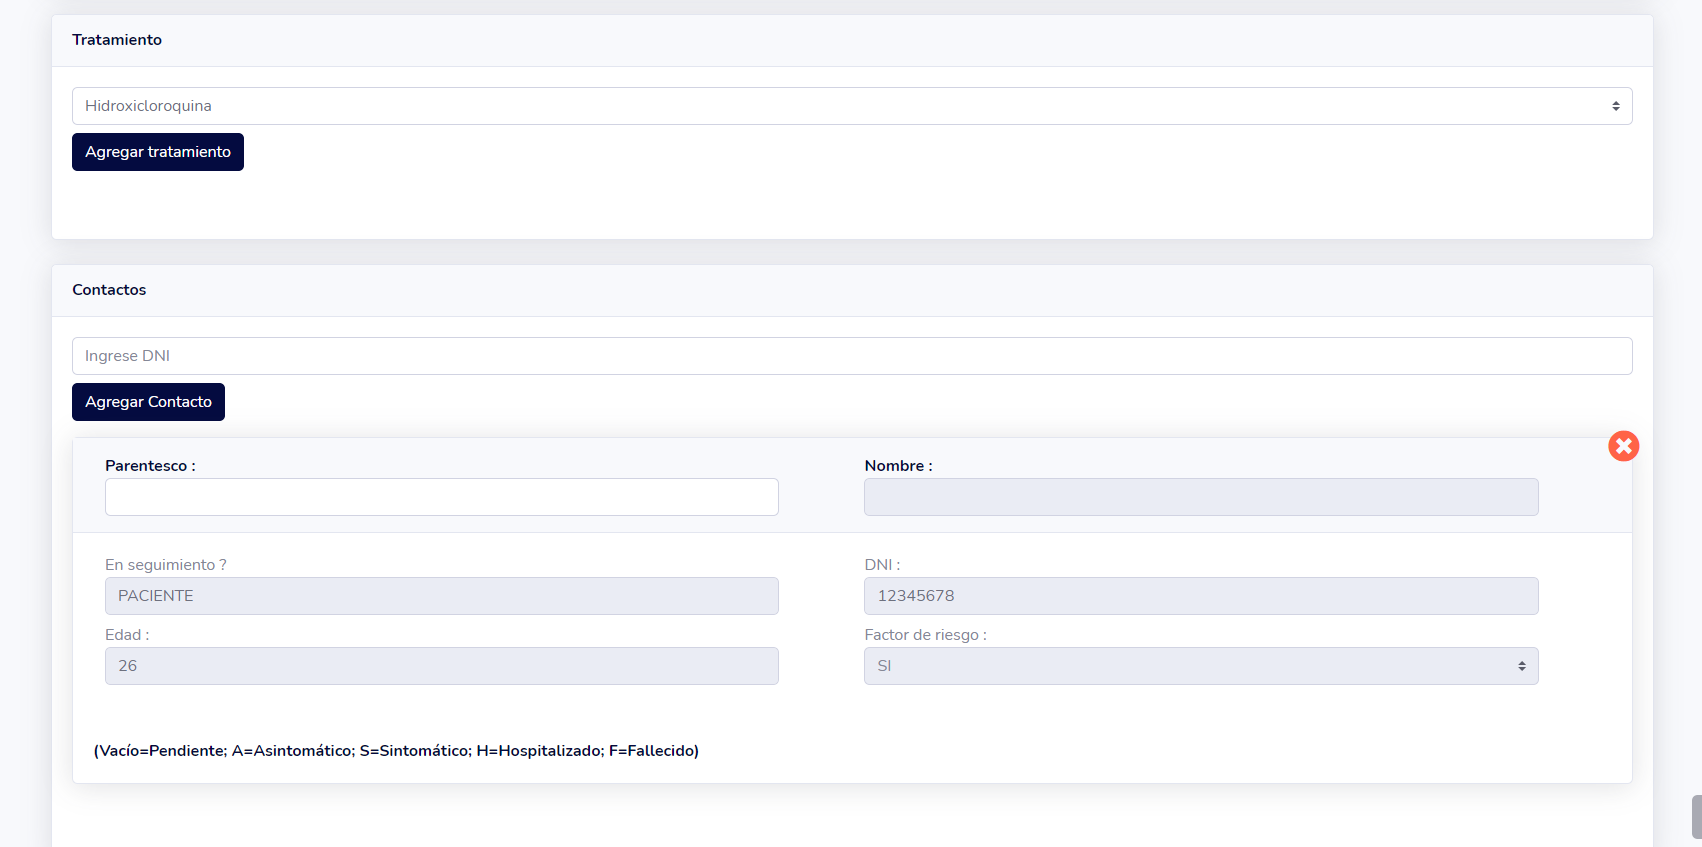 Tratamiento
Hidroxicloroquina
Agregar tratamiento
Contactos
Ingrese DNI
Agregar Contacto
Parentesco :
Nombre :
En seguimiento ?
DNI :
PACIENTE
12345678
Edad :
Factor de riesgo :
26
SI
(Vacío=Pendiente; A=Asintomático; S=Sintomático; H=Hospitalizado; F=Fallecido)